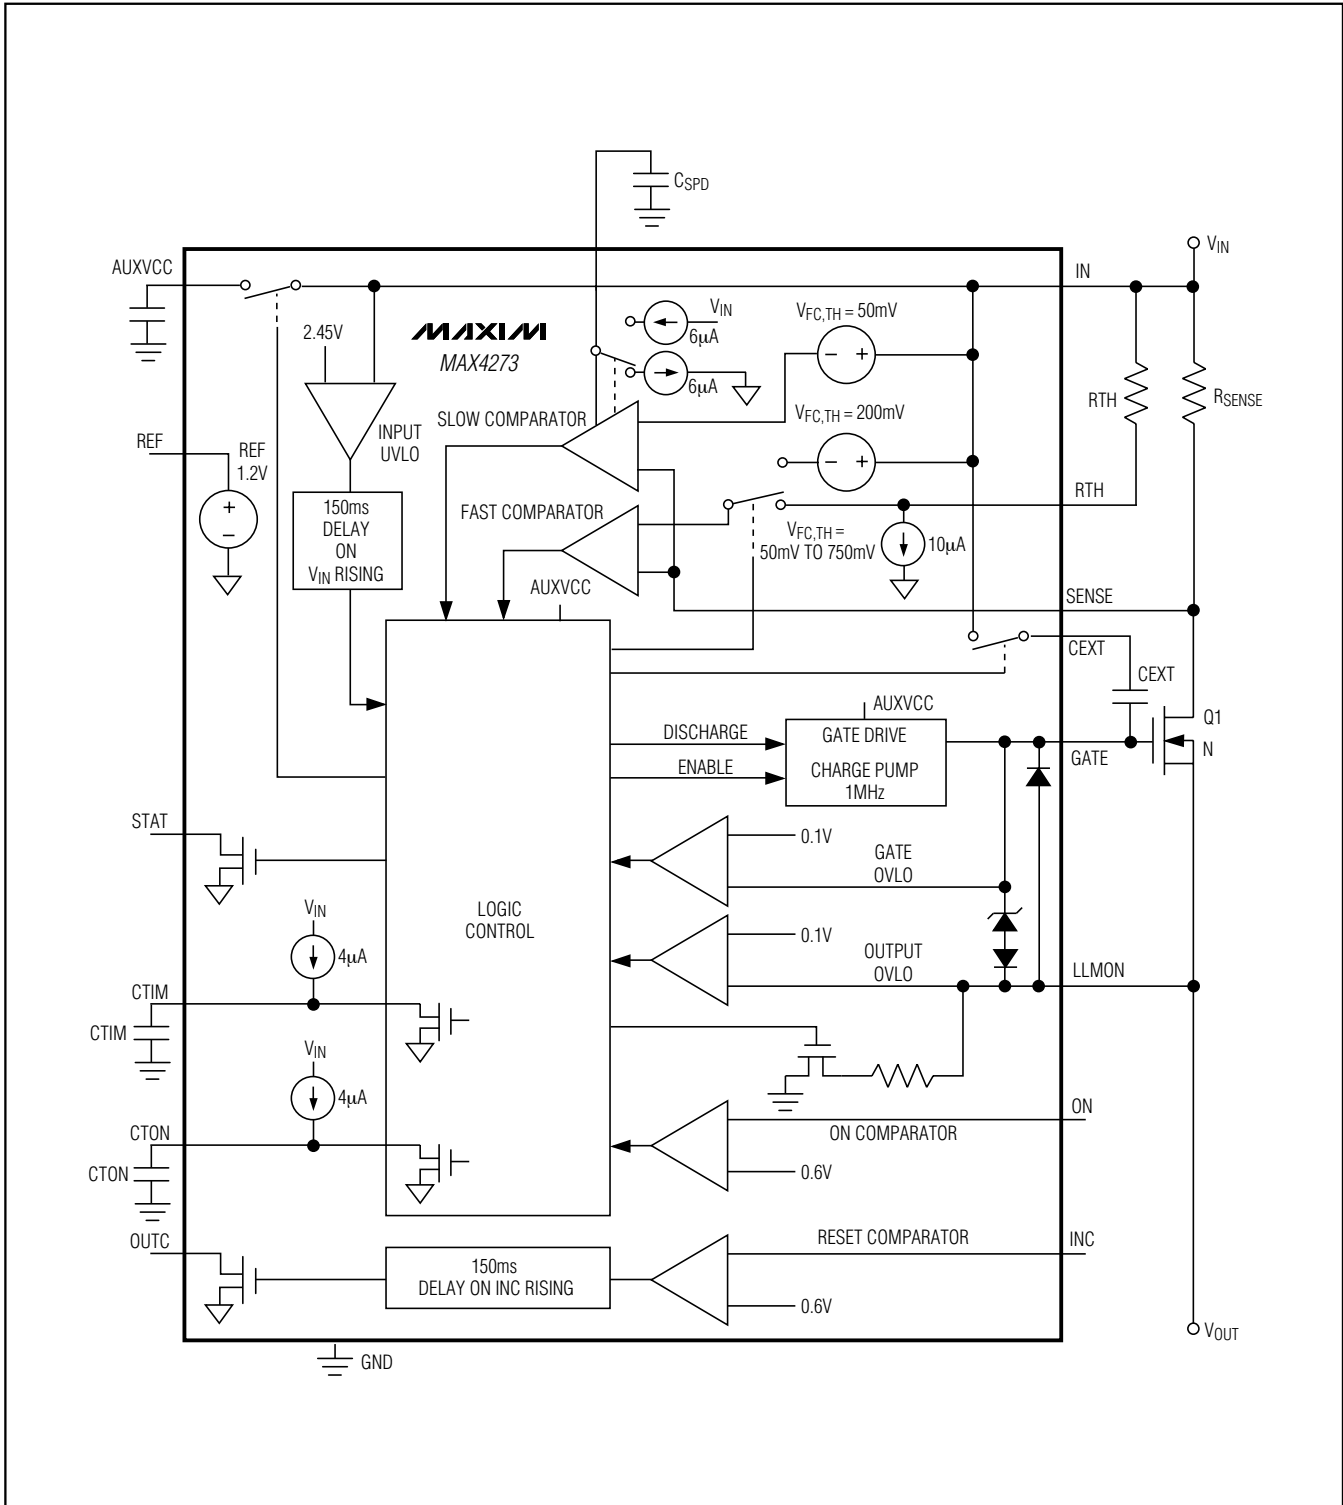 CSPD
VIN
AUXVCC
IN
2.45V
MAXIM
MAX4273
VIN
6µA
6µA
VFC,TH = 50mV
- +
RTH
RSENSE
SLOW COMPARATOR
VFC,TH = 200mV
- +
INPUT
UVLO
REF
REF
1.2V
+
-
150ms
DELAY
ON
VIN RISING
FAST COMPARATOR
RTH
VFC,TH =
50mV TO 750mV
10µA
AUXVCC
SENSE
CEXT
CEXT
AUXVCC
Q1
N
DISCHARGE
GATE DRIVE
GATE
ENABLE
CHARGE PUMP
1MHz
STAT
0.1V
GATE
OVLO
LOGIC
CONTROL
VIN
4µA
0.1V
OUTPUT
OVLO
LLMON
CTIM
CTIM
VIN
4µA
ON
CTON
ON COMPARATOR
CTON
0.6V
OUTC
RESET COMPARATOR
INC
150ms
DELAY ON INC RISING
0.6V
VOUT
GND